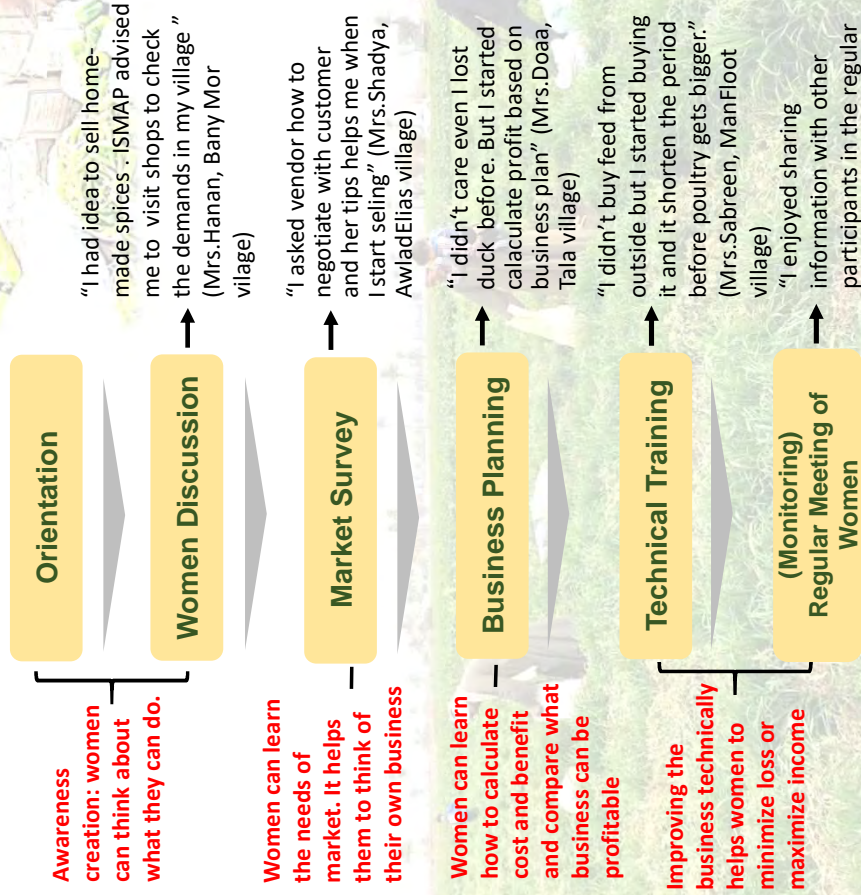 Orientation
Women Discussion
Market Survey
Business Planning
Technical Training
(Monitoring)
Regular Meeting of
Women
Awareness
creation: women
can think about
what they can do.
Women can learn
the needs of
market. It helps
them to think of
their own business
Women can learn
how to calculate
cost and benefit
and compare what
business can be
profitable
Improving the
business technically
helps women to
minimize loss or
maximize income
“I had idea to sell home-
made spices . ISMAP advised
me to visit shops to check
the demands in my village ”
(Mrs.Hanan, Bany Mor
vilage)
“I asked vendor how to
negotiate with customer
and her tips helps me when
I start seling” (Mrs.Shadya,
AwladElias village)
“I didn’t care even I lost
duck before. But I started
calaculate profit based on
business plan” (Mrs.Doaa,
Tala village)
“I didn’t buy feed from
outside but I started buying
it and it shorten the period
before poultry gets bigger.”
(Mrs.Sabreen, ManFloot
village)
“I enjoyed sharing
information with other
participants in the regular